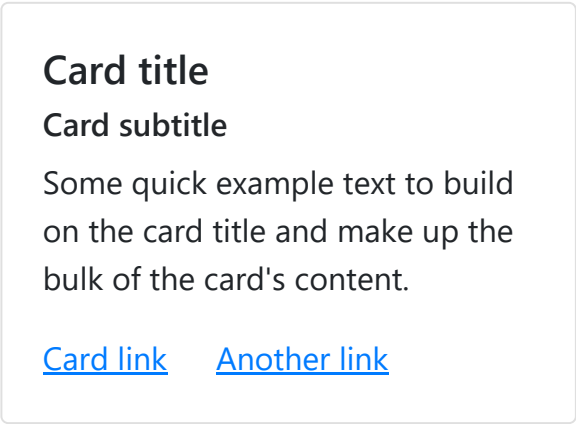 Card title
Card subtitle
Some quick example text to build
on the card title and make up the
bulk of the card's content.
Card link Another link